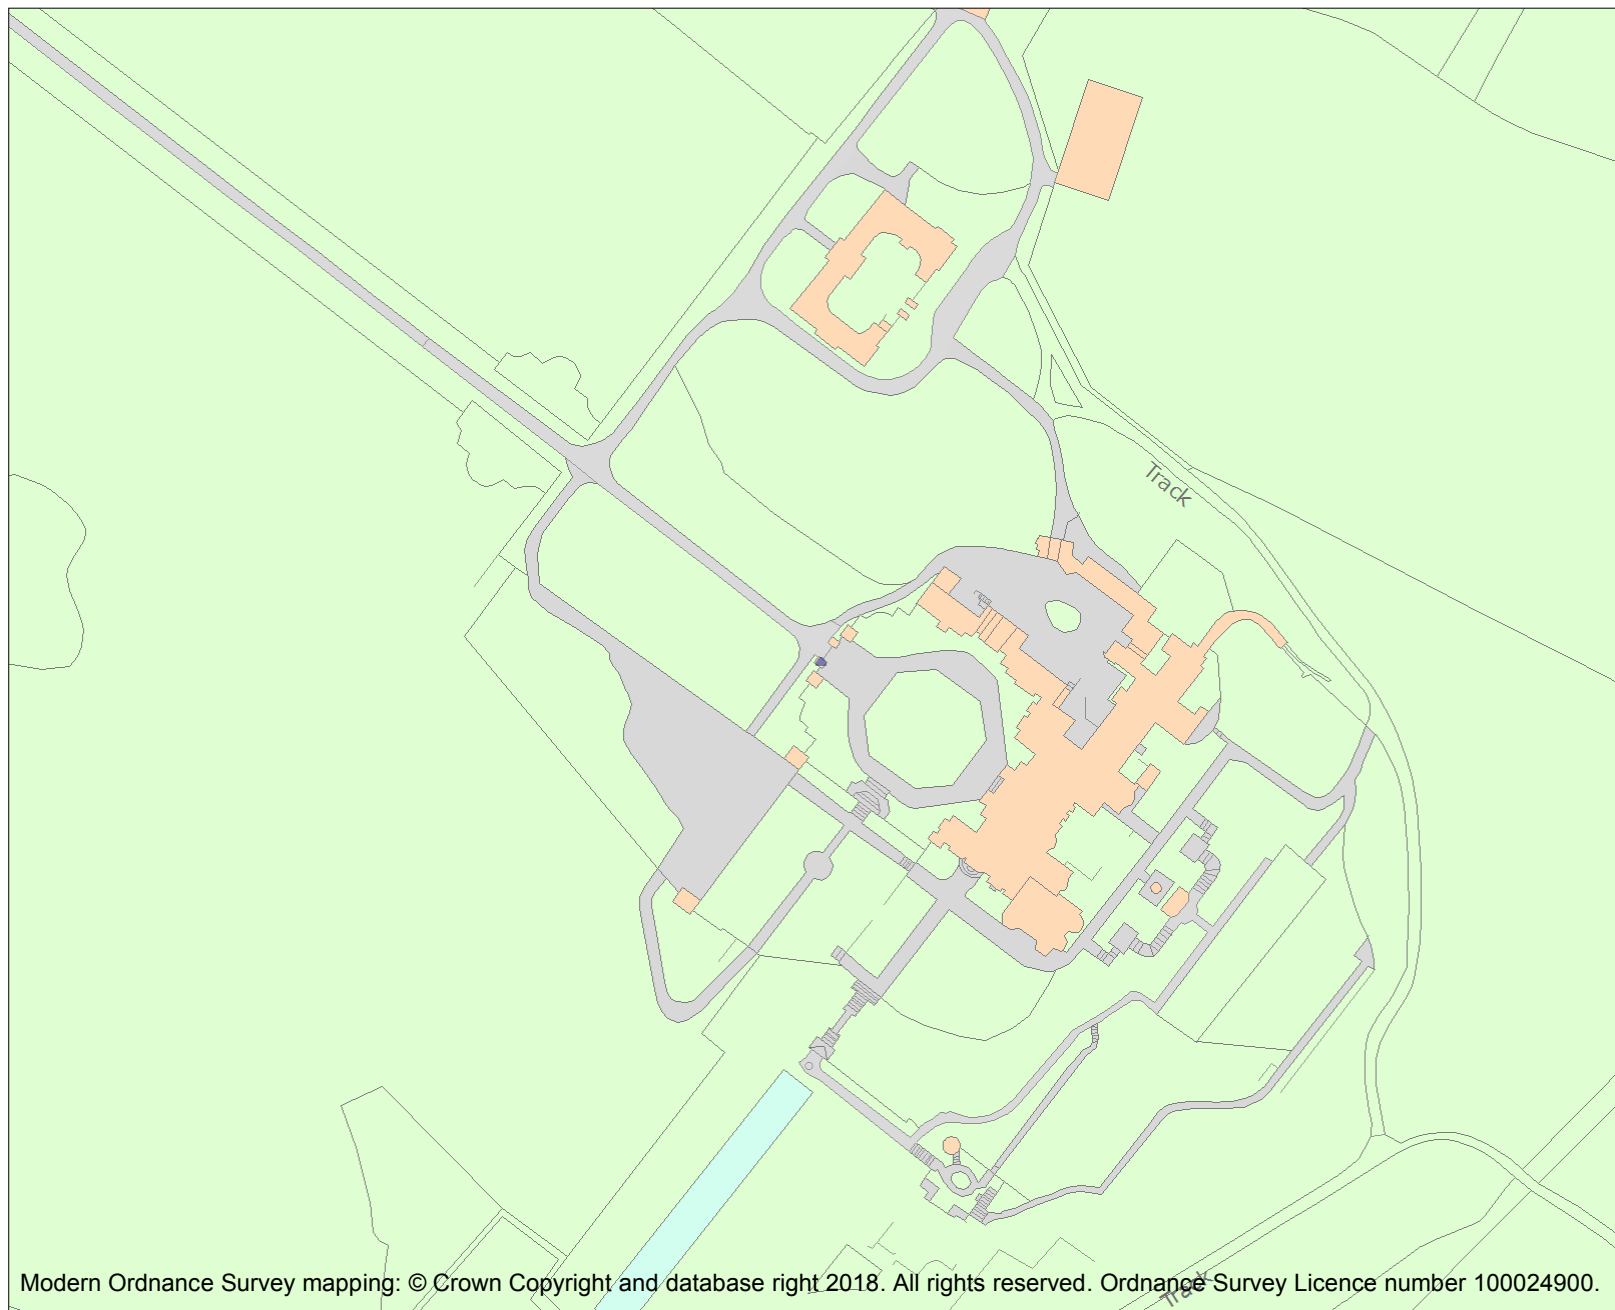 Track
Track
Modern Ordnance Survey mapping: © Crown Copyright and database right 2018. All rights reserved. Ordnance Survey Licence number 100024900.